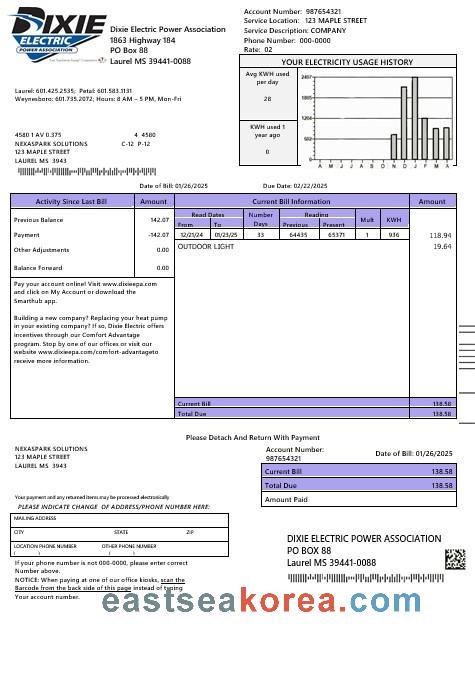 DIXIE
ELECTRIC
POWER ASSOCIATION
Dixie Electric Power Association
1863 Highway 184
PO Box 88
Laurel MS 39441-0088
Account Number: 987654321
Service Location: 123 MAPLE STREET
Service Description: COMPANY
Phone Number: 000-0000
Rate: 02
YOUR ELECTRICITY USAGE HISTORY
Avg KWH used
per day
28
KWH used 1
year ago
0
A M J J A S O N D J F M A
Laurel: 601.425.2535; Petal: 601.583.1131
Waynesboro: 601.735.2072; Hours: 8 AM – 5 PM, Mon-Fri
4580 1 AV 0.375 4 4580
NEXASPARK SOLUTIONS C-12 P-12
123 MAPLE STREET
LAUREL MS 3943
Date of Bill: 01/26/2025 Due Date: 02/22/2025
Activity Since Last Bill Amount Current Bill Information Amount
Previous Balance 142.07
Payment -142.07
Other Adjustments 0.00
Balance Forward 0.00
Read Dates Number Reading Mult KWH
From To Days Previous Present
12/21/24 01/23/25 33 64435 65371 1 936 118.94
OUTDOOR LIGHT 19.64
Pay your account online! Visit www.dixieepa.com
and click on My Account or download the
Smarthub app.
Building a new company? Replacing your heat pump
in your existing company? If so, Dixie Electric offers
incentives through our Comfort Advantage
program. Stop by one of our offices or visit our
website www.dixieepa.com/comfort-advantageto
receive more information.
Current Bill 138.58
Total Due 138.58
Please Detach And Return With Payment
NEXASPARK SOLUTIONS
123 MAPLE STREET
LAUREL MS 3943
Account Number:
987654321
Date of Bill: 01/26/2025
Current Bill 138.58
Total Due 138.58
Amount Paid
Your payment and any returned items may be processed electronically
PLEASE INDICATE CHANGE OF ADDRESS/PHONE NUMBER HERE:
MAILING ADDRESS
CITY STATE ZIP
LOCATION PHONE NUMBER OTHER PHONE NUMBER
( ) ( )
If your phone number is not 000-0000, please enter correct
Number above.
NOTICE: When paying at one of our office kiosks, scan the
Barcode from the back side of this page instead of typing
Your account number.
DIXIE ELECTRIC POWER ASSOCIATION
PO BOX 88
Laurel MS 39441-0088
eastseakorea.com